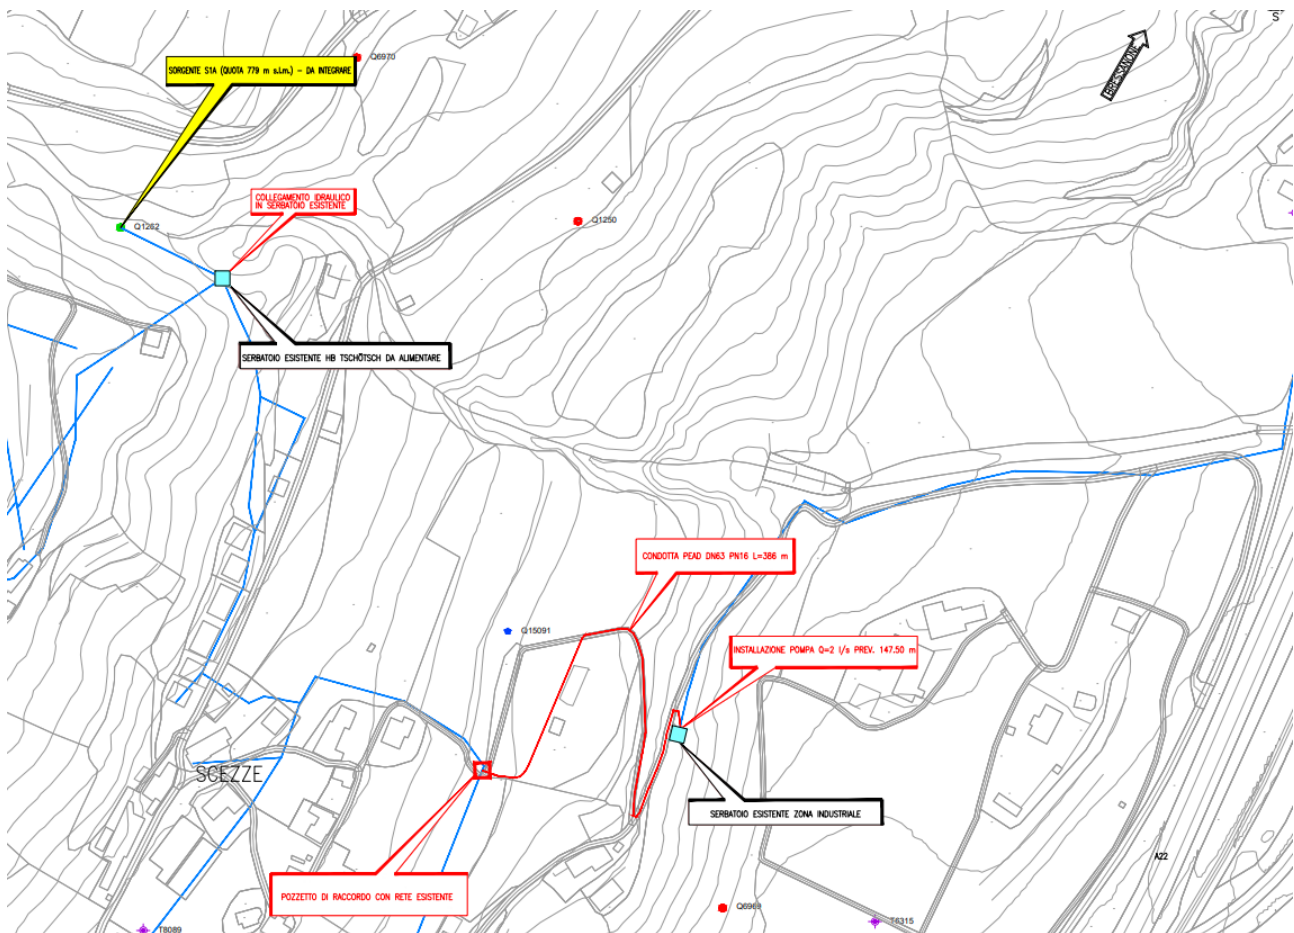 S
BRESSANONE
Q6970
SORGENTE S1A (QUOTA 779 m s.l.m.) – DA INTEGRARE
COLLEGAMENTO IDRAULICO
IN SERBATOIO ESISTENTE
Q1262
Q1250
SERBATOIO ESISTENTE HB TSCHÖTSCH DA ALIMENTARE
CONDOTTA PEAD DN63 PN16 L=386 m
Q15091
INSTALLAZIONE POMPA Q=2 l/s PREV. 147.50 m
SCEZZE
SERBATOIO ESISTENTE ZONA INDUSTRIALE
A22
POZZETTO DI RACCORDO CON RETE ESISTENTE
Q6969
T6315
T8089